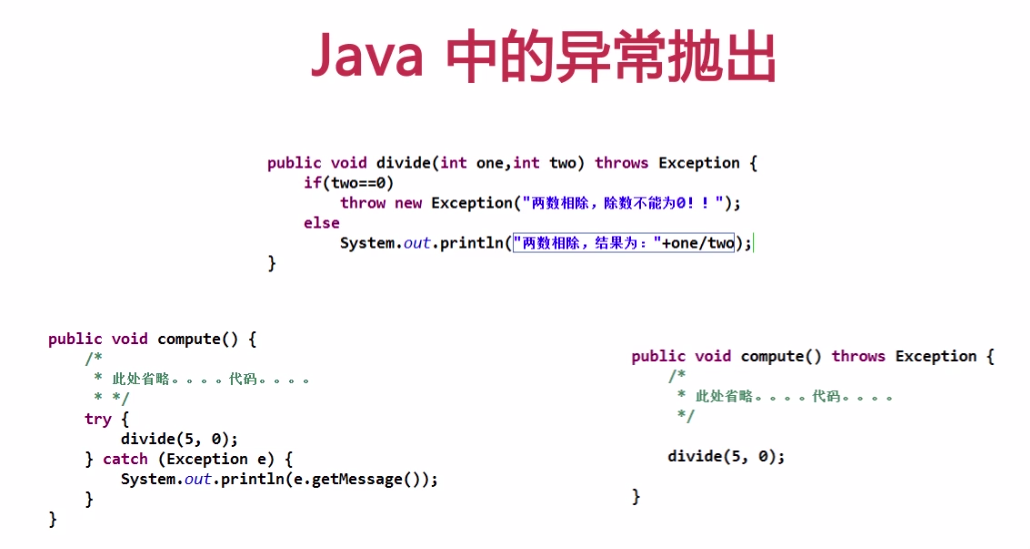 Java 中的异常抛出
public void divide(int one,int two) throws Exception {
    if(two==0)
        throw new Exception("两数相除，除数不能为0！！");
    else
        System.out.println("两数相除，结果为："+one/two);
}
public void compute() {
    /*
     * 此处省略。。。。代码。。。。
     * */
    try {
        divide(5, 0);
    } catch (Exception e) {
        System.out.println(e.getMessage());
    }
}
public void compute() throws Exception {
    /*
     * 此处省略。。。。代码。。。。
     */
    divide(5, 0);
}